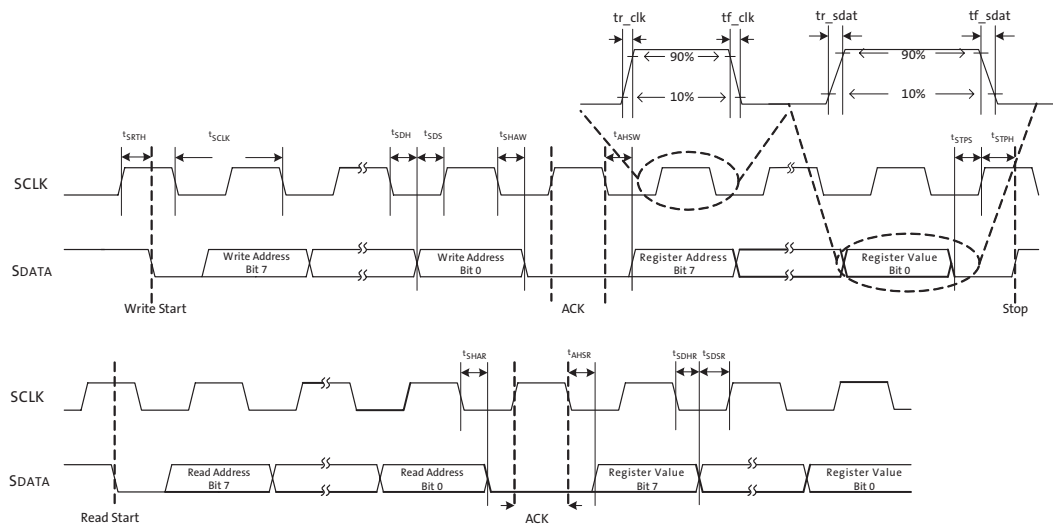 tr_clk tf_clk tr_sdat tf_sdat
90% 90%
10% 10%
tSRTH tSCLK tSDH tSDS tSHAW tAHSW tSTPS tSTPH
SCLK
SDATA
Write Address Bit 7
Write Address Bit 0
Register Address Bit 7
Register Value Bit 0
Write Start ACK Stop
tSHAR tAHSR tSDHR tSDSR
SCLK
SDATA
Read Address Bit 7
Read Address Bit 0
Register Value Bit 7
Register Value Bit 0
Read Start ACK